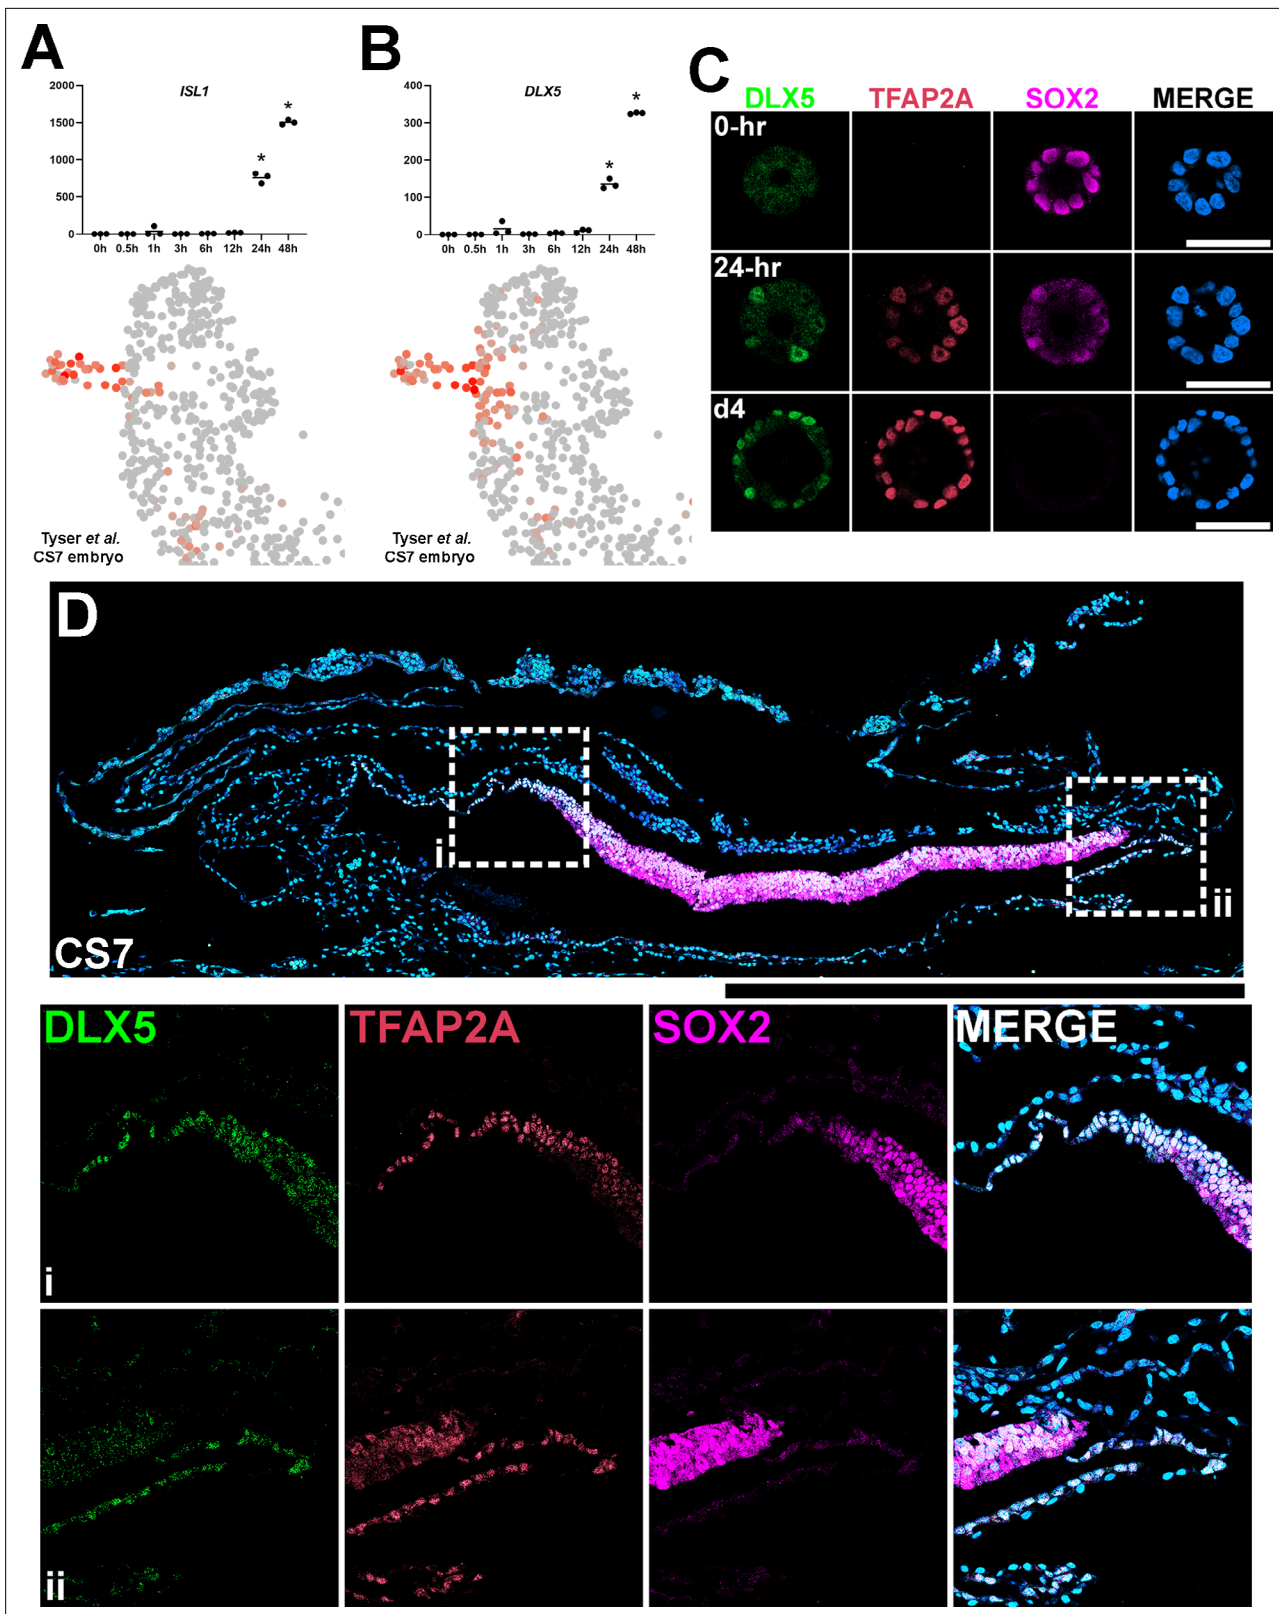 A
ISL1
2000
1500
1000
500
0
* *
0h 0.5h 1h 3h 6h 12h 24h 48h
Tyser et al.
CS7 embryo
B
DLX5
400
300
200
100
0
* *
0h 0.5h 1h 3h 6h 12h 24h 48h
Tyser et al.
CS7 embryo
C
DLX5 TFAP2A SOX2 MERGE
0-hr
24-hr
d4
D
i
ii
CS7
DLX5 TFAP2A SOX2 MERGE
i
ii